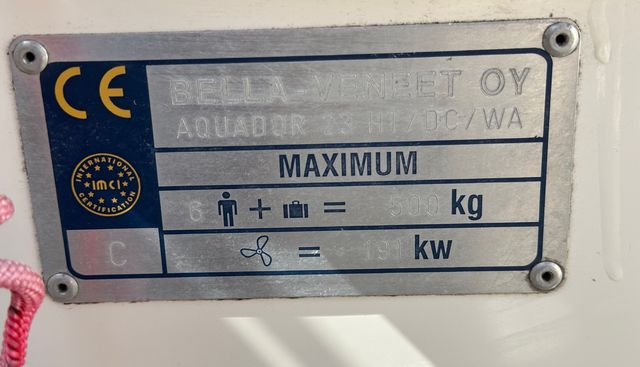 CE
BELLA-VENEET OY
AQUADOR 23 HT/DC/WA
MAXIMUM
INTERNATIONAL
IMCI
CERTIFICATION
6 + = 500 kg
C
= 191 kw